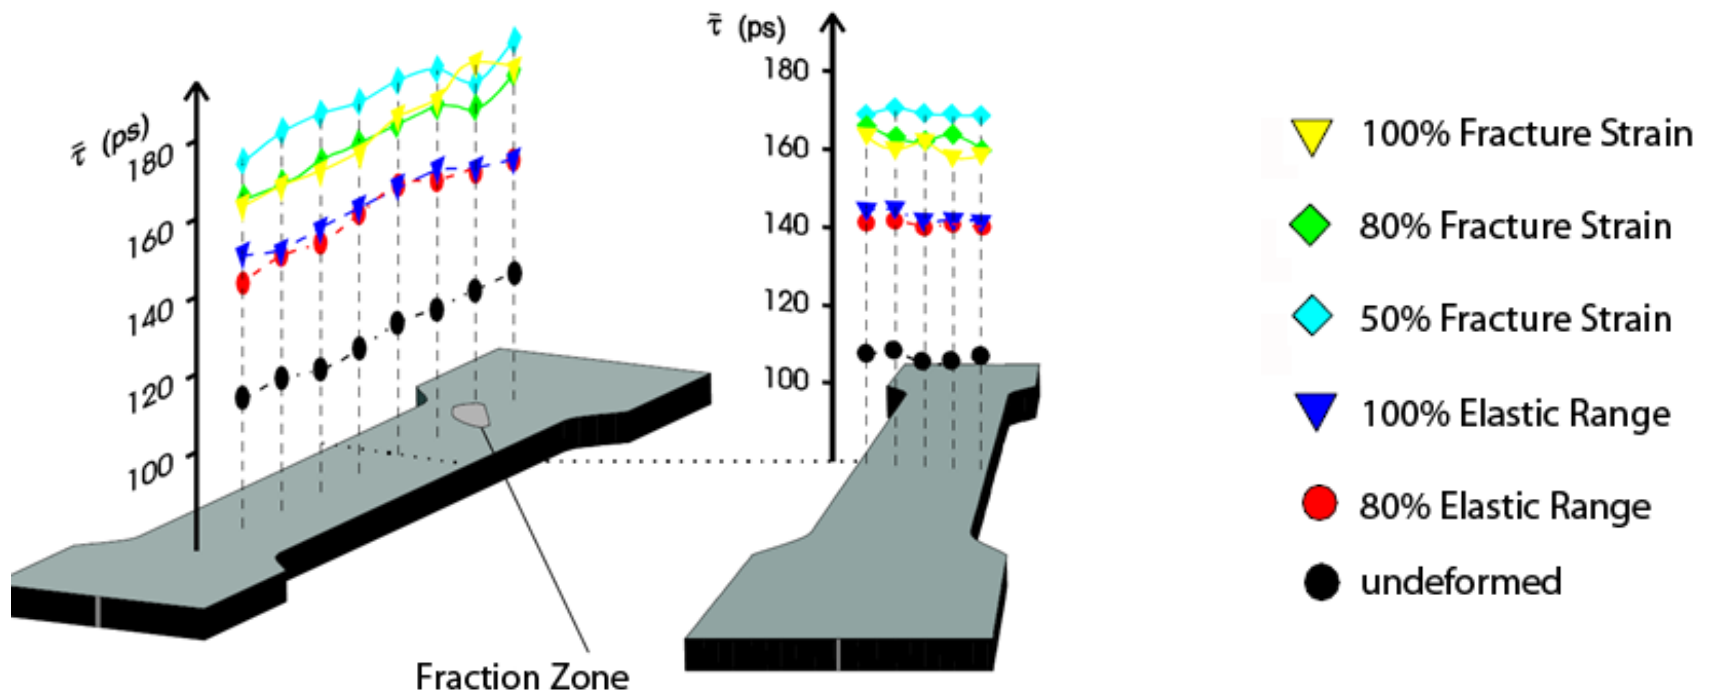 τ̄ (ps)
180
160
140
120
100
Fraction Zone
τ̄ (ps)
180
160
140
120
100
100% Fracture Strain
80% Fracture Strain
50% Fracture Strain
100% Elastic Range
80% Elastic Range
undeformed